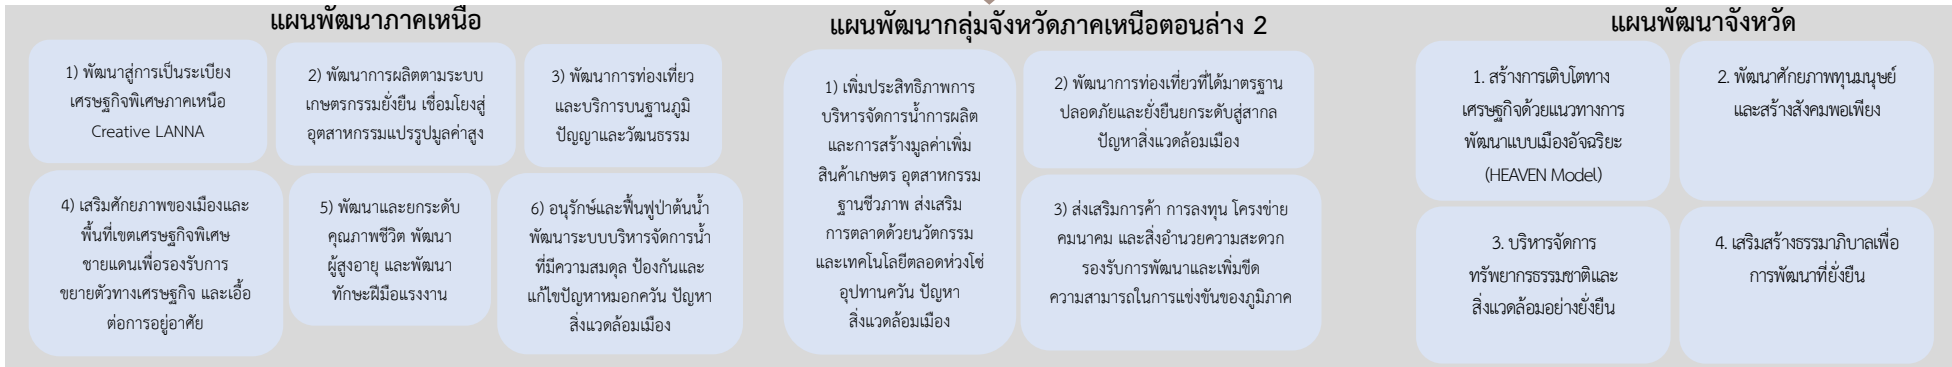 แผนพัฒนาภาคเหนือ
1) พัฒนาสู่การเป็นระเบียง
เศรษฐกิจพิเศษภาคเหนือ
Creative LANNA
2) พัฒนาการผลิตตามระบบ
เกษตรกรรมยั่งยืน เชื่อมโยงสู่
อุตสาหกรรมแปรรูปมูลค่าสูง
3) พัฒนาการท่องเที่ยว
และบริการบนฐานภูมิ
ปัญญาและวัฒนธรรม
4) เสริมศักยภาพของเมืองและ
พื้นที่เขตเศรษฐกิจพิเศษ
ชายแดนเพื่อรองรับการ
ขยายตัวทางเศรษฐกิจ และเอื้อ
ต่อการอยู่อาศัย
5) พัฒนาและยกระดับ
คุณภาพชีวิต พัฒนา
ผู้สูงอายุ และพัฒนา
ทักษะฝีมือแรงงาน
6) อนุรักษ์และฟื้นฟูป่าต้นน้ำ
พัฒนาระบบบริหารจัดการน้ำ
ที่มีความสมดุล ป้องกันและ
แก้ไขปัญหาหมอกควัน ปัญหา
สิ่งแวดล้อมเมือง
แผนพัฒนากลุ่มจังหวัดภาคเหนือตอนล่าง 2
1) เพิ่มประสิทธิภาพการ
บริหารจัดการน้ำการผลิต
และการสร้างมูลค่าเพิ่ม
สินค้าเกษตร อุตสาหกรรม
ฐานชีวภาพ ส่งเสริม
การตลาดด้วยนวัตกรรม
และเทคโนโลยีตลอดห่วงโซ่
อุปทานควัน ปัญหา
สิ่งแวดล้อมเมือง
2) พัฒนาการท่องเที่ยวที่ได้มาตรฐาน
ปลอดภัยและยั่งยืนยกระดับสู่สากล
ปัญหาสิ่งแวดล้อมเมือง
3) ส่งเสริมการค้า การลงทุน โครงข่าย
คมนาคม และสิ่งอำนวยความสะดวก
รองรับการพัฒนาและเพิ่มขีด
ความสามารถในการแข่งขันของภูมิภาค
แผนพัฒนาจังหวัด
1. สร้างการเติบโตทาง
เศรษฐกิจด้วยแนวทางการ
พัฒนาแบบเมืองอัจฉริยะ
(HEAVEN Model)
2. พัฒนาศักยภาพทุนมนุษย์
และสร้างสังคมพอเพียง
3. บริหารจัดการ
ทรัพยากรธรรมชาติและ
สิ่งแวดล้อมอย่างยั่งยืน
4. เสริมสร้างธรรมาภิบาลเพื่อ
การพัฒนาที่ยั่งยืน